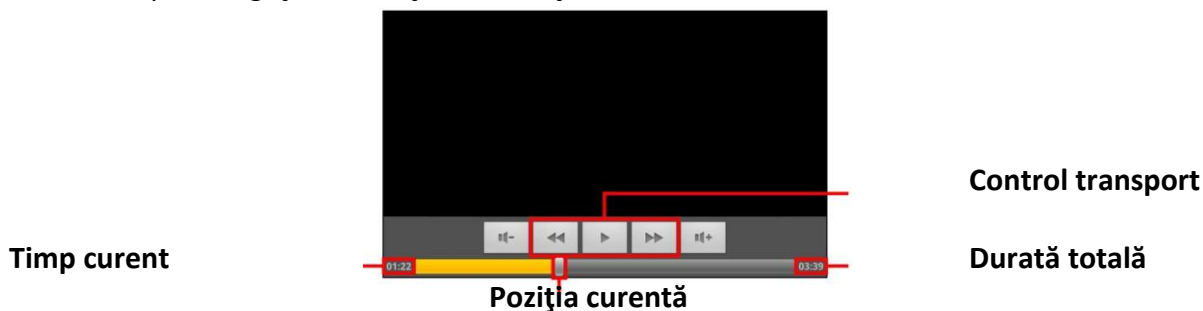 Control transport
Timp curent
01:22
03:39
Durată totală
Poziţia curentă